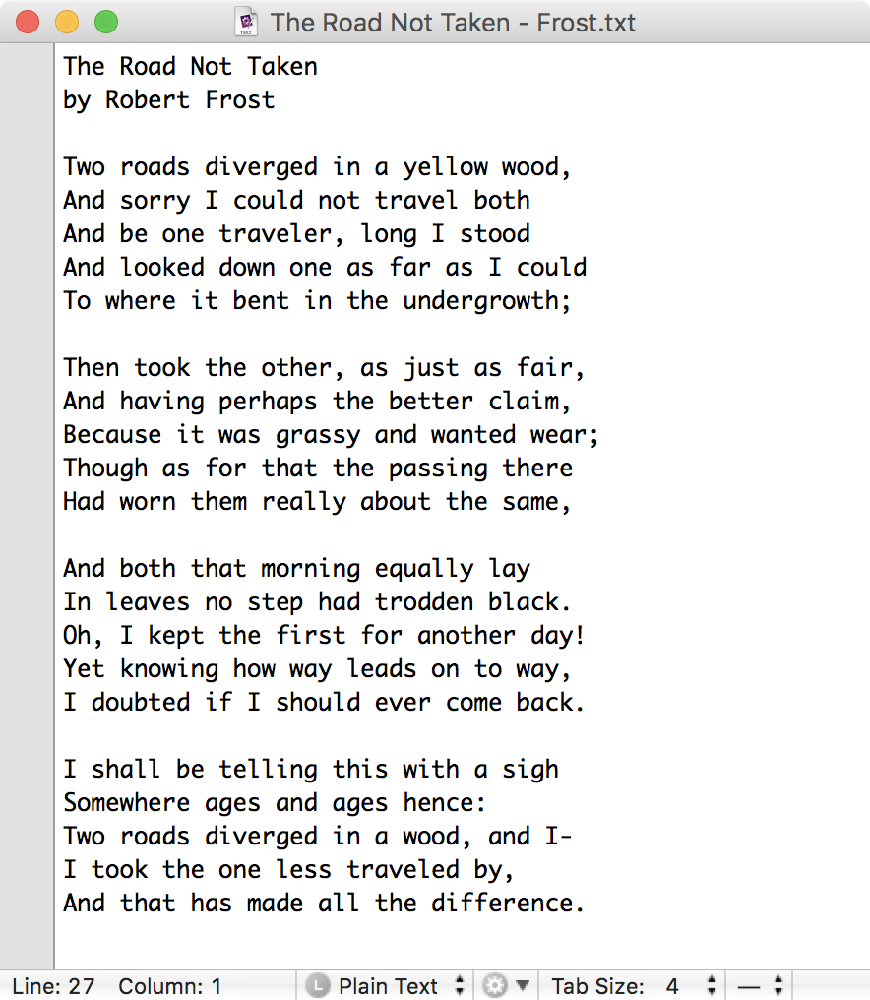 The Road Not Taken - Frost.txt
The Road Not Taken
by Robert Frost

Two roads diverged in a yellow wood,
And sorry I could not travel both
And be one traveler, long I stood
And looked down one as far as I could
To where it bent in the undergrowth;

Then took the other, as just as fair,
And having perhaps the better claim,
Because it was grassy and wanted wear;
Though as for that the passing there
Had worn them really about the same,

And both that morning equally lay
In leaves no step had trodden black.
Oh, I kept the first for another day!
Yet knowing how way leads on to way,
I doubted if I should ever come back.

I shall be telling this with a sigh
Somewhere ages and ages hence:
Two roads diverged in a wood, and I-
I took the one less traveled by,
And that has made all the difference.

Line: 27 Column: 1 L Plain Text Tab Size: 4 —